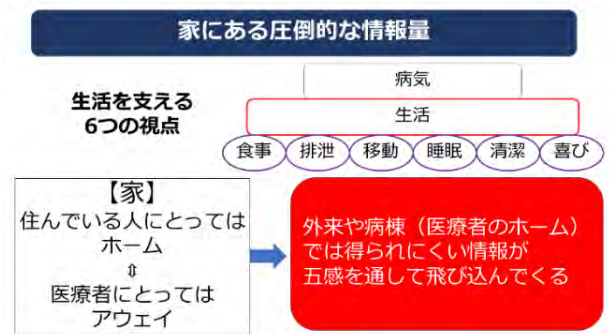 家にある圧倒的な情報量
病気
生活を支える
6つの視点
生活
食事 排泄 移動 睡眠 清潔 喜び
【家】
住んでいる人にとっては
ホーム
⇕
医療者にとっては
アウェイ
外来や病棟（医療者のホーム）
では得られにくい情報が
五感を通して飛び込んでくる